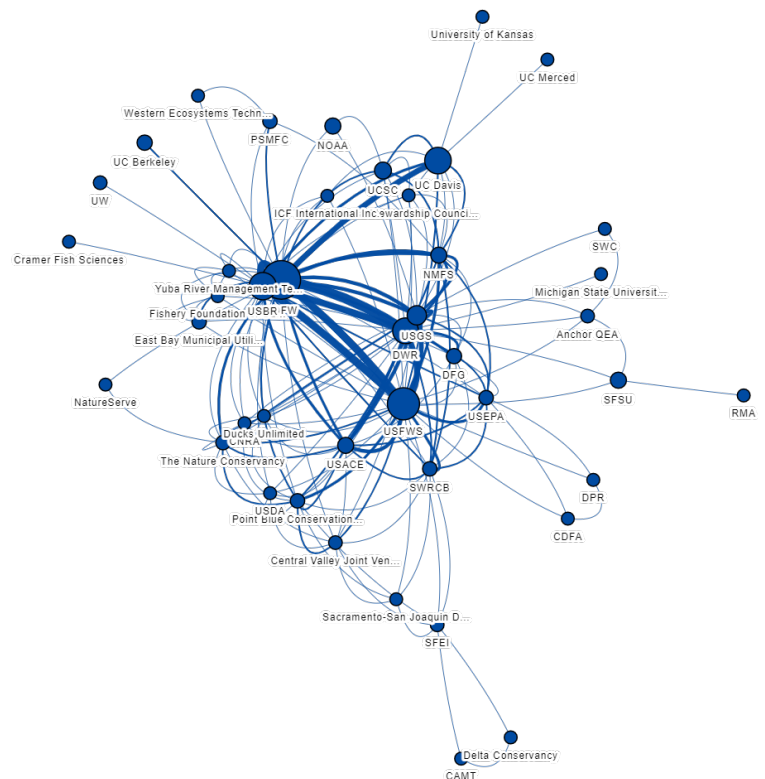 University of Kansas
UC Merced
Western Ecosystems Techn...
PSMFC
NOAA
UC Berkeley
UCSC
UC Davis
UW
ICF International Inc.
ewardship Counci...
SWC
Cramer Fish Sciences
NMFS
Michigan State Universit...
Yuba River Management Te...
Fishery Foundation
USBR
FW
USGS
Anchor QEA
East Bay Municipal Utili...
DWR
DFG
NatureServe
SFSU
RMA
USEPA
Ducks Unlimited
USFWS
CNRA
The Nature Conservancy
USACE
SWRCB
DPR
USDA
Point Blue Conservation...
CDFA
Central Valley Joint Ven...
Sacramento-San Joaquin D...
SFEI
Delta Conservancy
CAMT